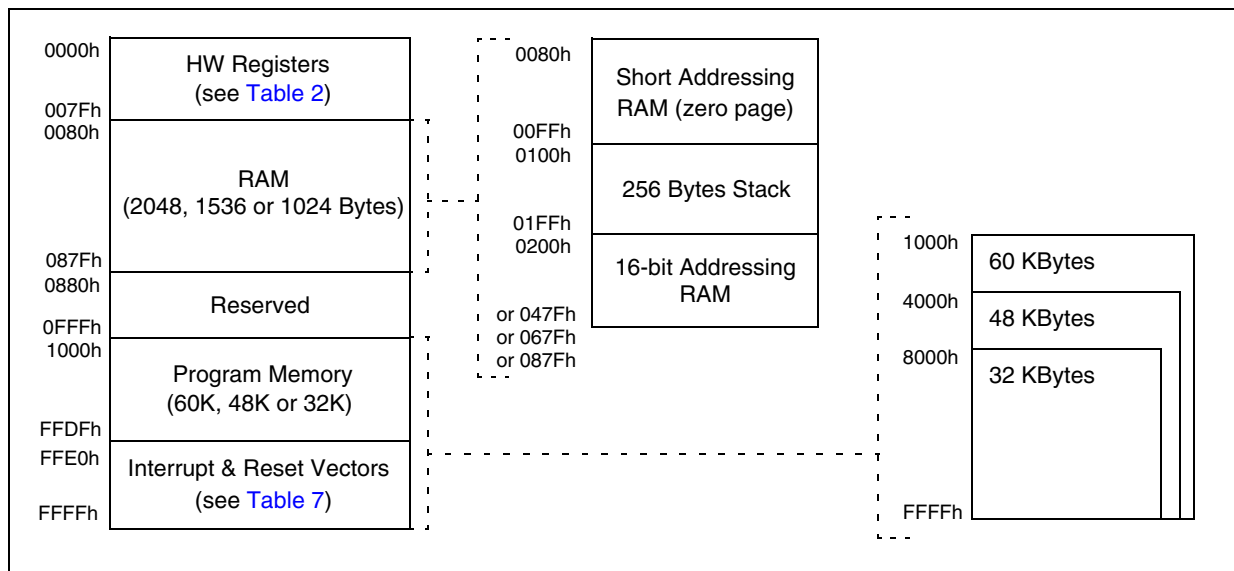 0000h
HW Registers
(see Table 2)
007Fh
0080h
RAM
(2048, 1536 or 1024 Bytes)
087Fh
0880h
Reserved
0FFFh
1000h
Program Memory
(60K, 48K or 32K)
FFDFh
FFE0h
Interrupt & Reset Vectors
(see Table 7)
FFFFh
0080h
Short Addressing
RAM (zero page)
00FFh
0100h
256 Bytes Stack
01FFh
0200h
16-bit Addressing
RAM
or 047Fh
or 067Fh
or 087Fh
1000h
60 KBytes
4000h
48 KBytes
8000h
32 KBytes
FFFFh